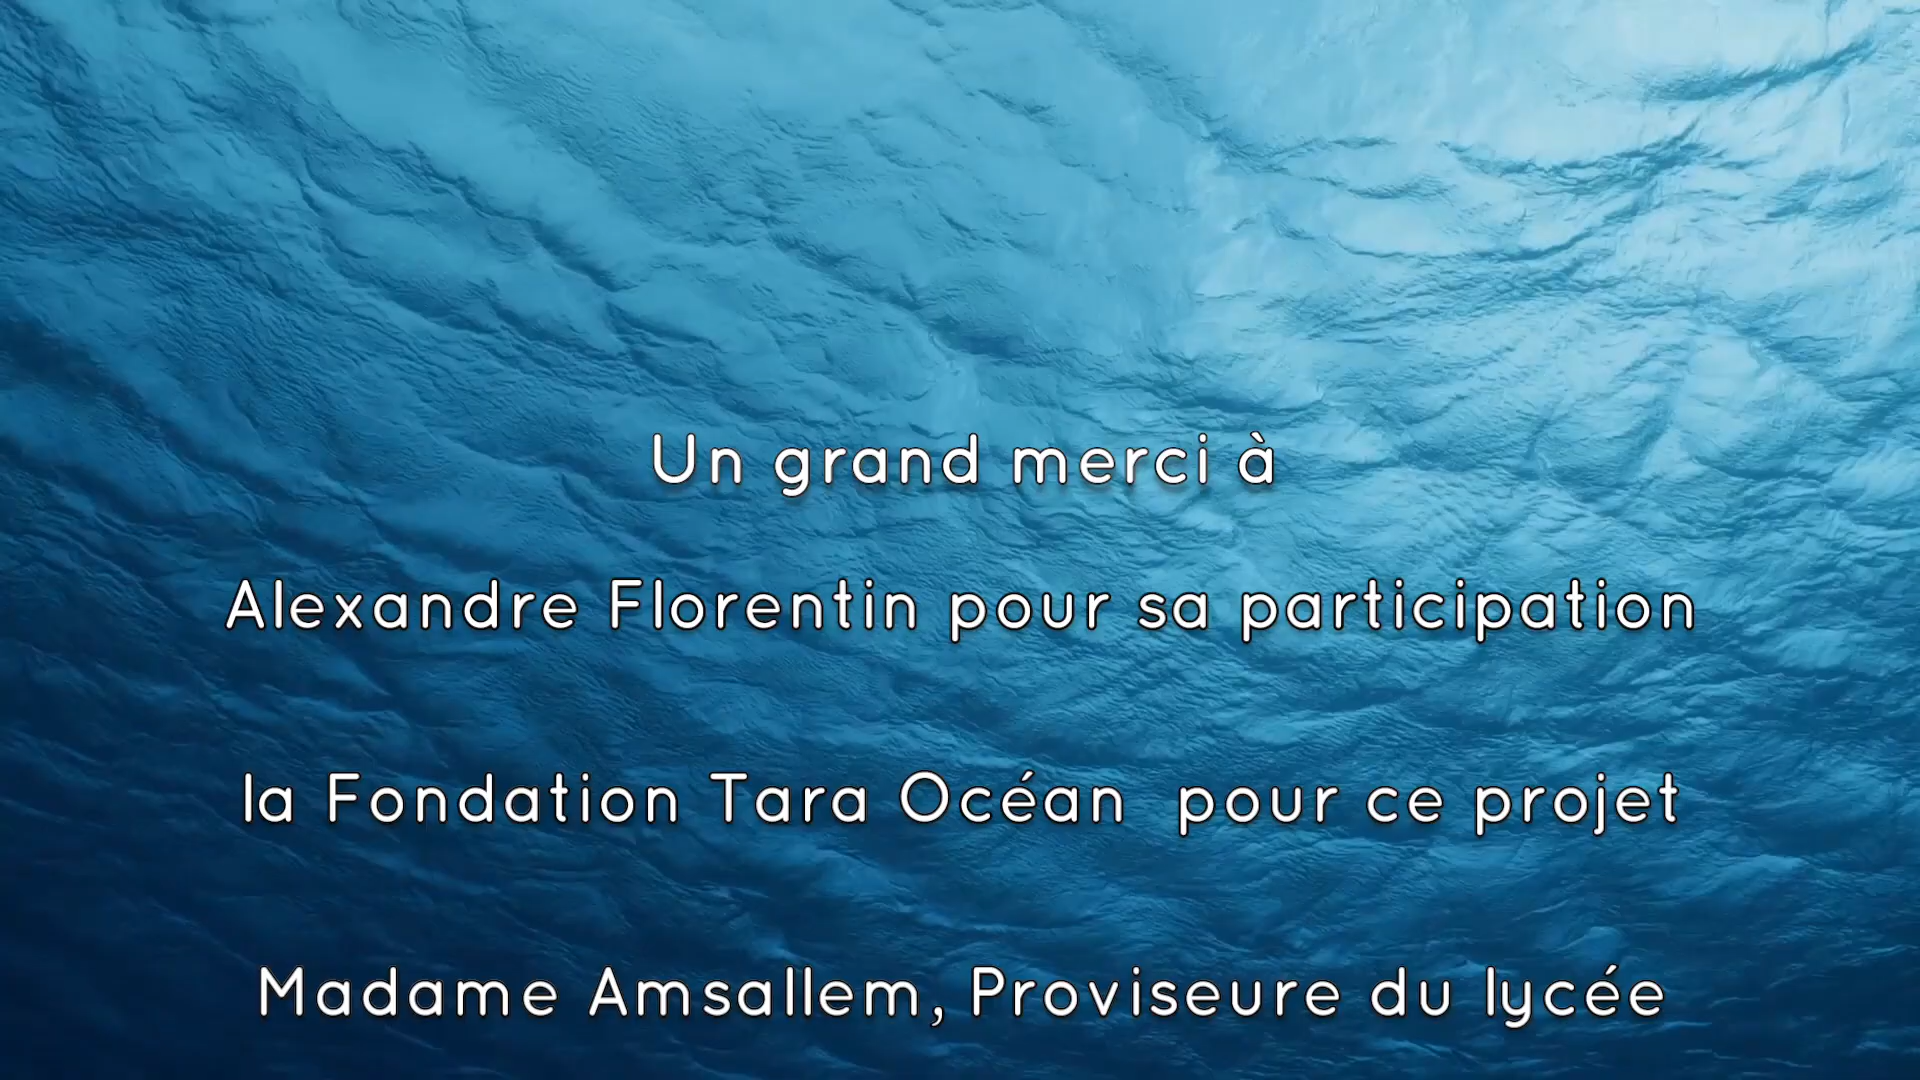 Un grand merci à
Alexandre Florentin pour sa participation
la Fondation Tara Océan  pour ce projet
Madame Amsallem, Proviseure du lycée